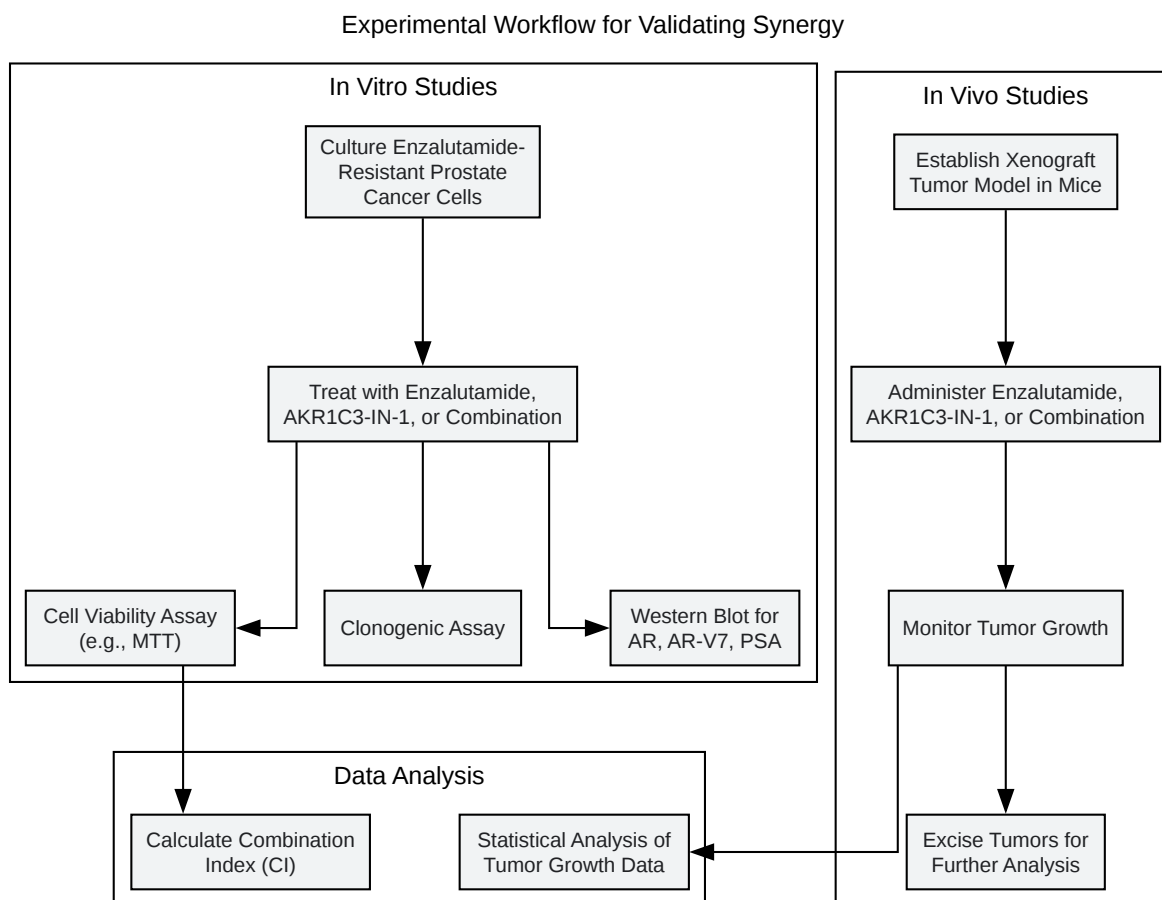 Experimental Workflow for Validating Synergy
In Vitro Studies
Culture Enzalutamide-
Resistant Prostate
Cancer Cells
Treat with Enzalutamide,
AKR1C3-IN-1, or Combination
Cell Viability Assay
(e.g., MTT)
Clonogenic Assay
Western Blot for
AR, AR-V7, PSA
In Vivo Studies
Establish Xenograft
Tumor Model in Mice
Administer Enzalutamide,
AKR1C3-IN-1, or Combination
Monitor Tumor Growth
Excise Tumors for
Further Analysis
Data Analysis
Calculate Combination
Index (CI)
Statistical Analysis of
Tumor Growth Data